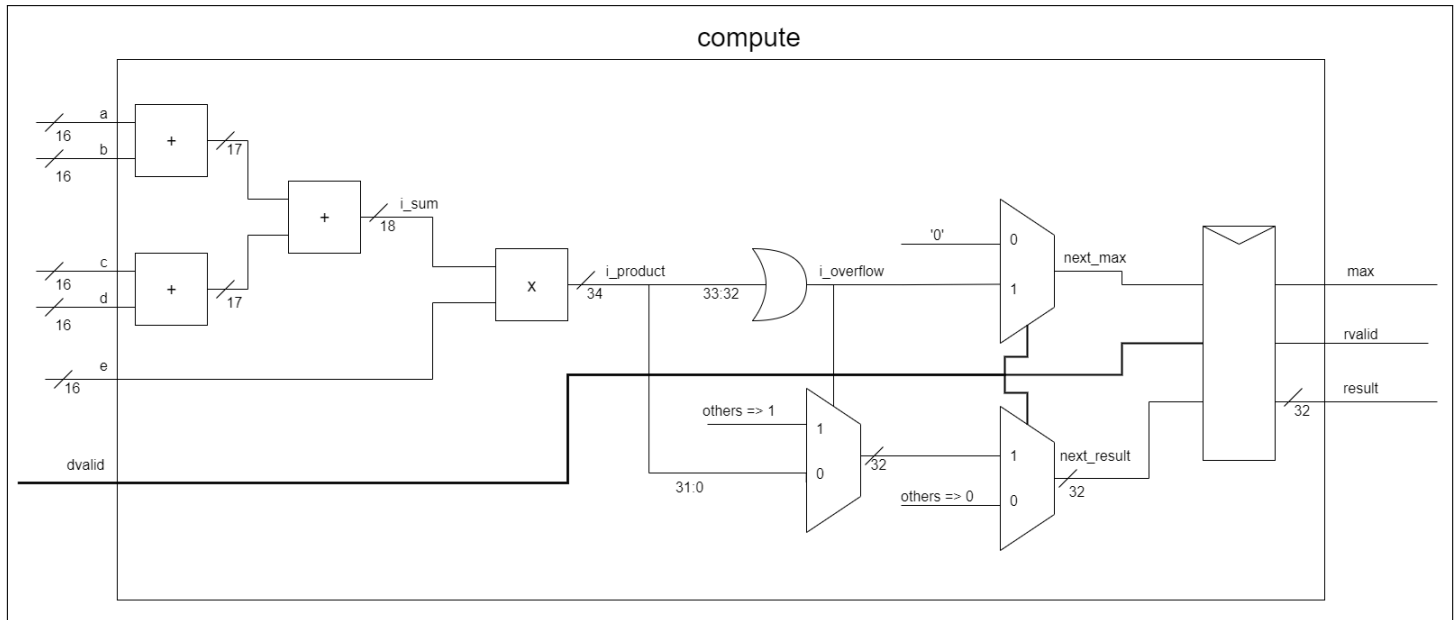 compute
a
16
b
16
+
17
c
16
d
16
+
17
+
i_sum
18
e
16
x
i_product
34
33:32
i_overflow
'0'
0
1
next_max
max
rvalid
result
32
dvalid
others => 1
1
0
31:0
32
others => 0
1
0
next_result
32